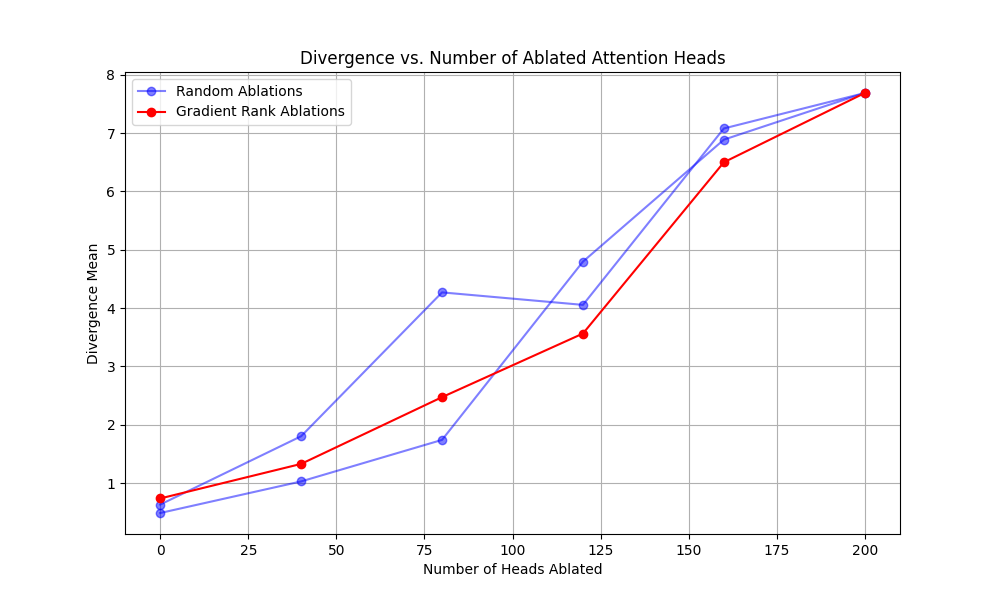 Divergence vs. Number of Ablated Attention Heads
Random Ablations
Gradient Rank Ablations
Divergence Mean
8
7
6
5
4
3
2
1
0 25 50 75 100 125 150 175 200
Number of Heads Ablated